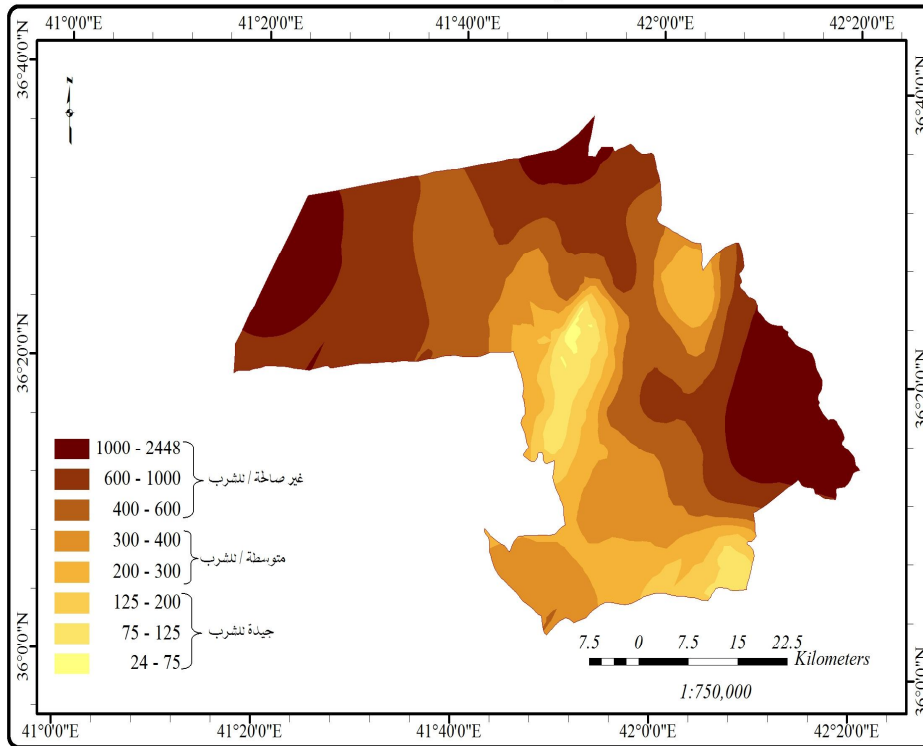 41°0'0"E 41°20'0"E 41°40'0"E 42°0'0"E 42°20'0"E
36°40'0"N 36°40'0"N
N
36°20'0"N 36°20'0"N
1000 - 2448
600 - 1000 غير صالحة / للشرب
400 - 600
300 - 400
متوسطة / للشرب
200 - 300
125 - 200
75 - 125 جيدة للشرب
24 - 75
36°0'0"N 36°0'0"N
7.5 0 7.5 15 22.5
Kilometers
1:750,000
41°0'0"E 41°20'0"E 41°40'0"E 42°0'0"E 42°20'0"E